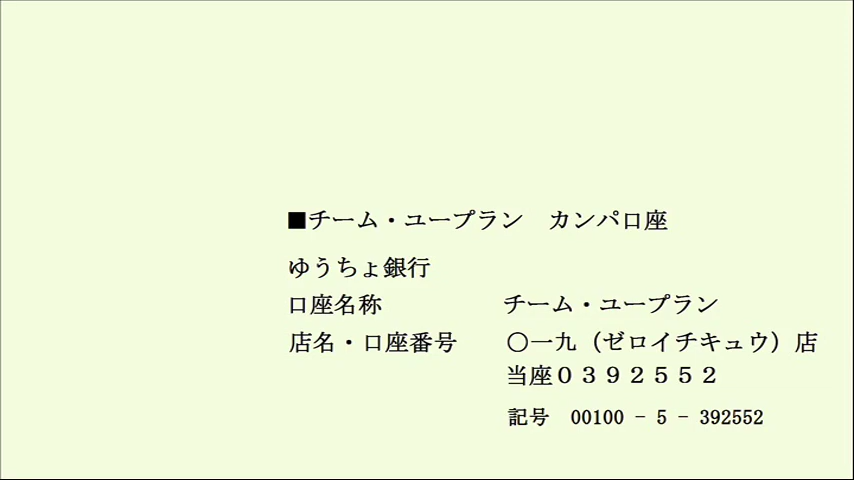 ■チーム・ユープラン　カンパ口座
ゆうちょ銀行
口座名称　チーム・ユープラン
店名・口座番号　〇一九（ゼロイチキュウ）店
当座０３９２５５２
記号　00100 － 5 － 392552